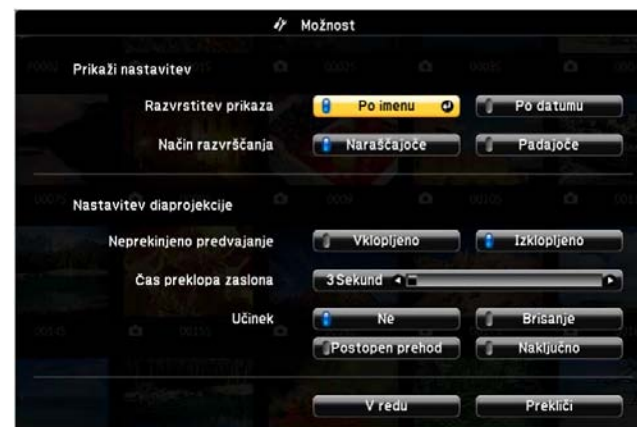 Možnost
Prikaži nastavitev
Razvrstitev prikaza Po imenu Po datumu
Način razvrščanja Naraščajoče Padajoče
Nastavitev diaprojekcije
Neprekinjeno predvajanje Vklopljeno Izklopljeno
Čas preklopa zaslona 3 Sekund
Učinek Ne Brisanje
Postopen prehod Naključno
V redu Prekliči